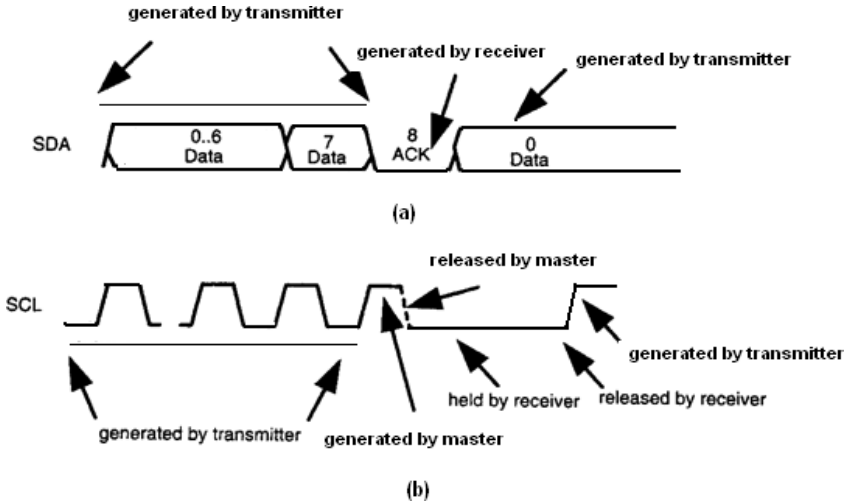 generated by transmitter
generated by receiver
generated by transmitter
SDA
0..6
Data
7
Data
8
ACK
0
Data
(a)
released by master
SCL
generated by transmitter
held by receiver
released by receiver
generated by transmitter
generated by master
(b)